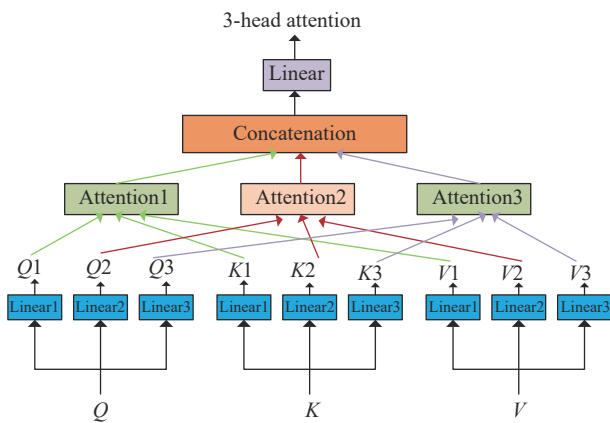 3-head attention
Linear
Concatenation
Attention1 Attention2 Attention3
Q1 Q2 Q3 K1 K2 K3 V1 V2 V3
Linear1 Linear2 Linear3 Linear1 Linear2 Linear3 Linear1 Linear2 Linear3
Q K V